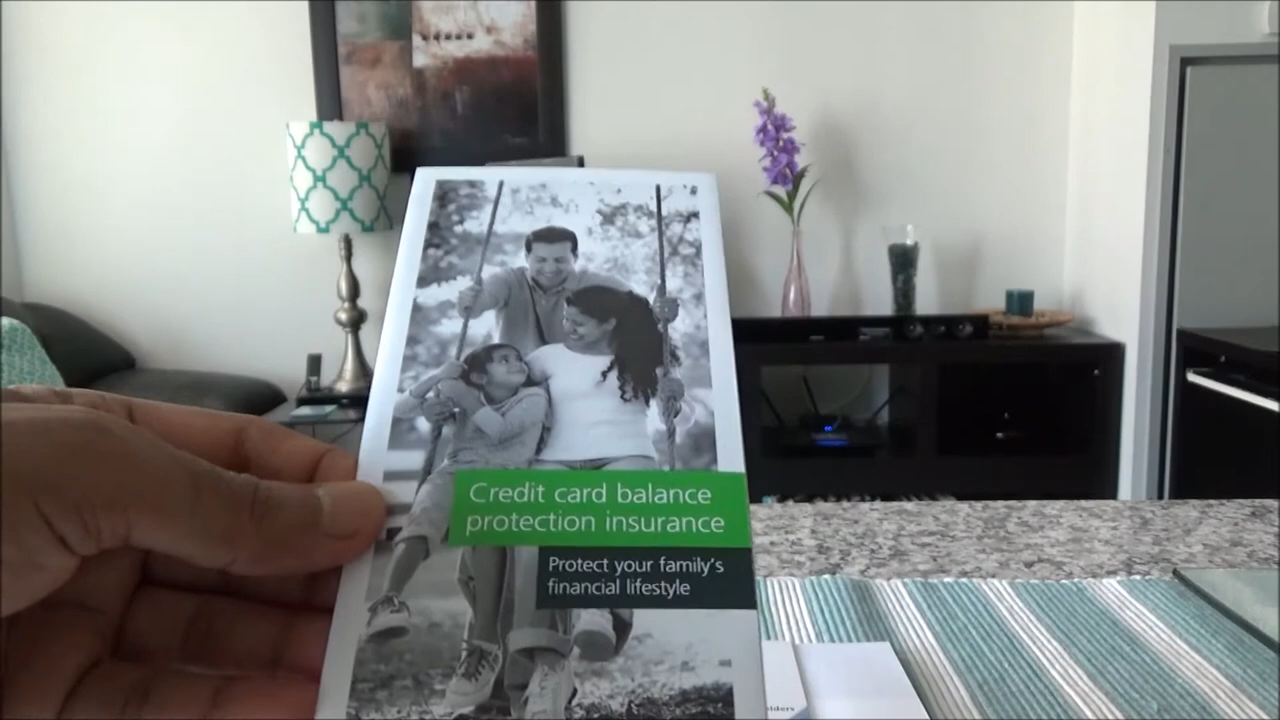 Credit card balance
protection insurance
Protect your family's
financial lifestyle